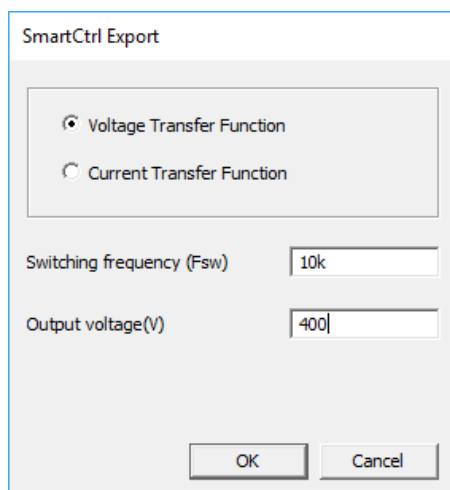 SmartCtrl Export
Voltage Transfer Function
Current Transfer Function
Switching frequency (Fsw) 10k
Output voltage(V) 400
OK Cancel